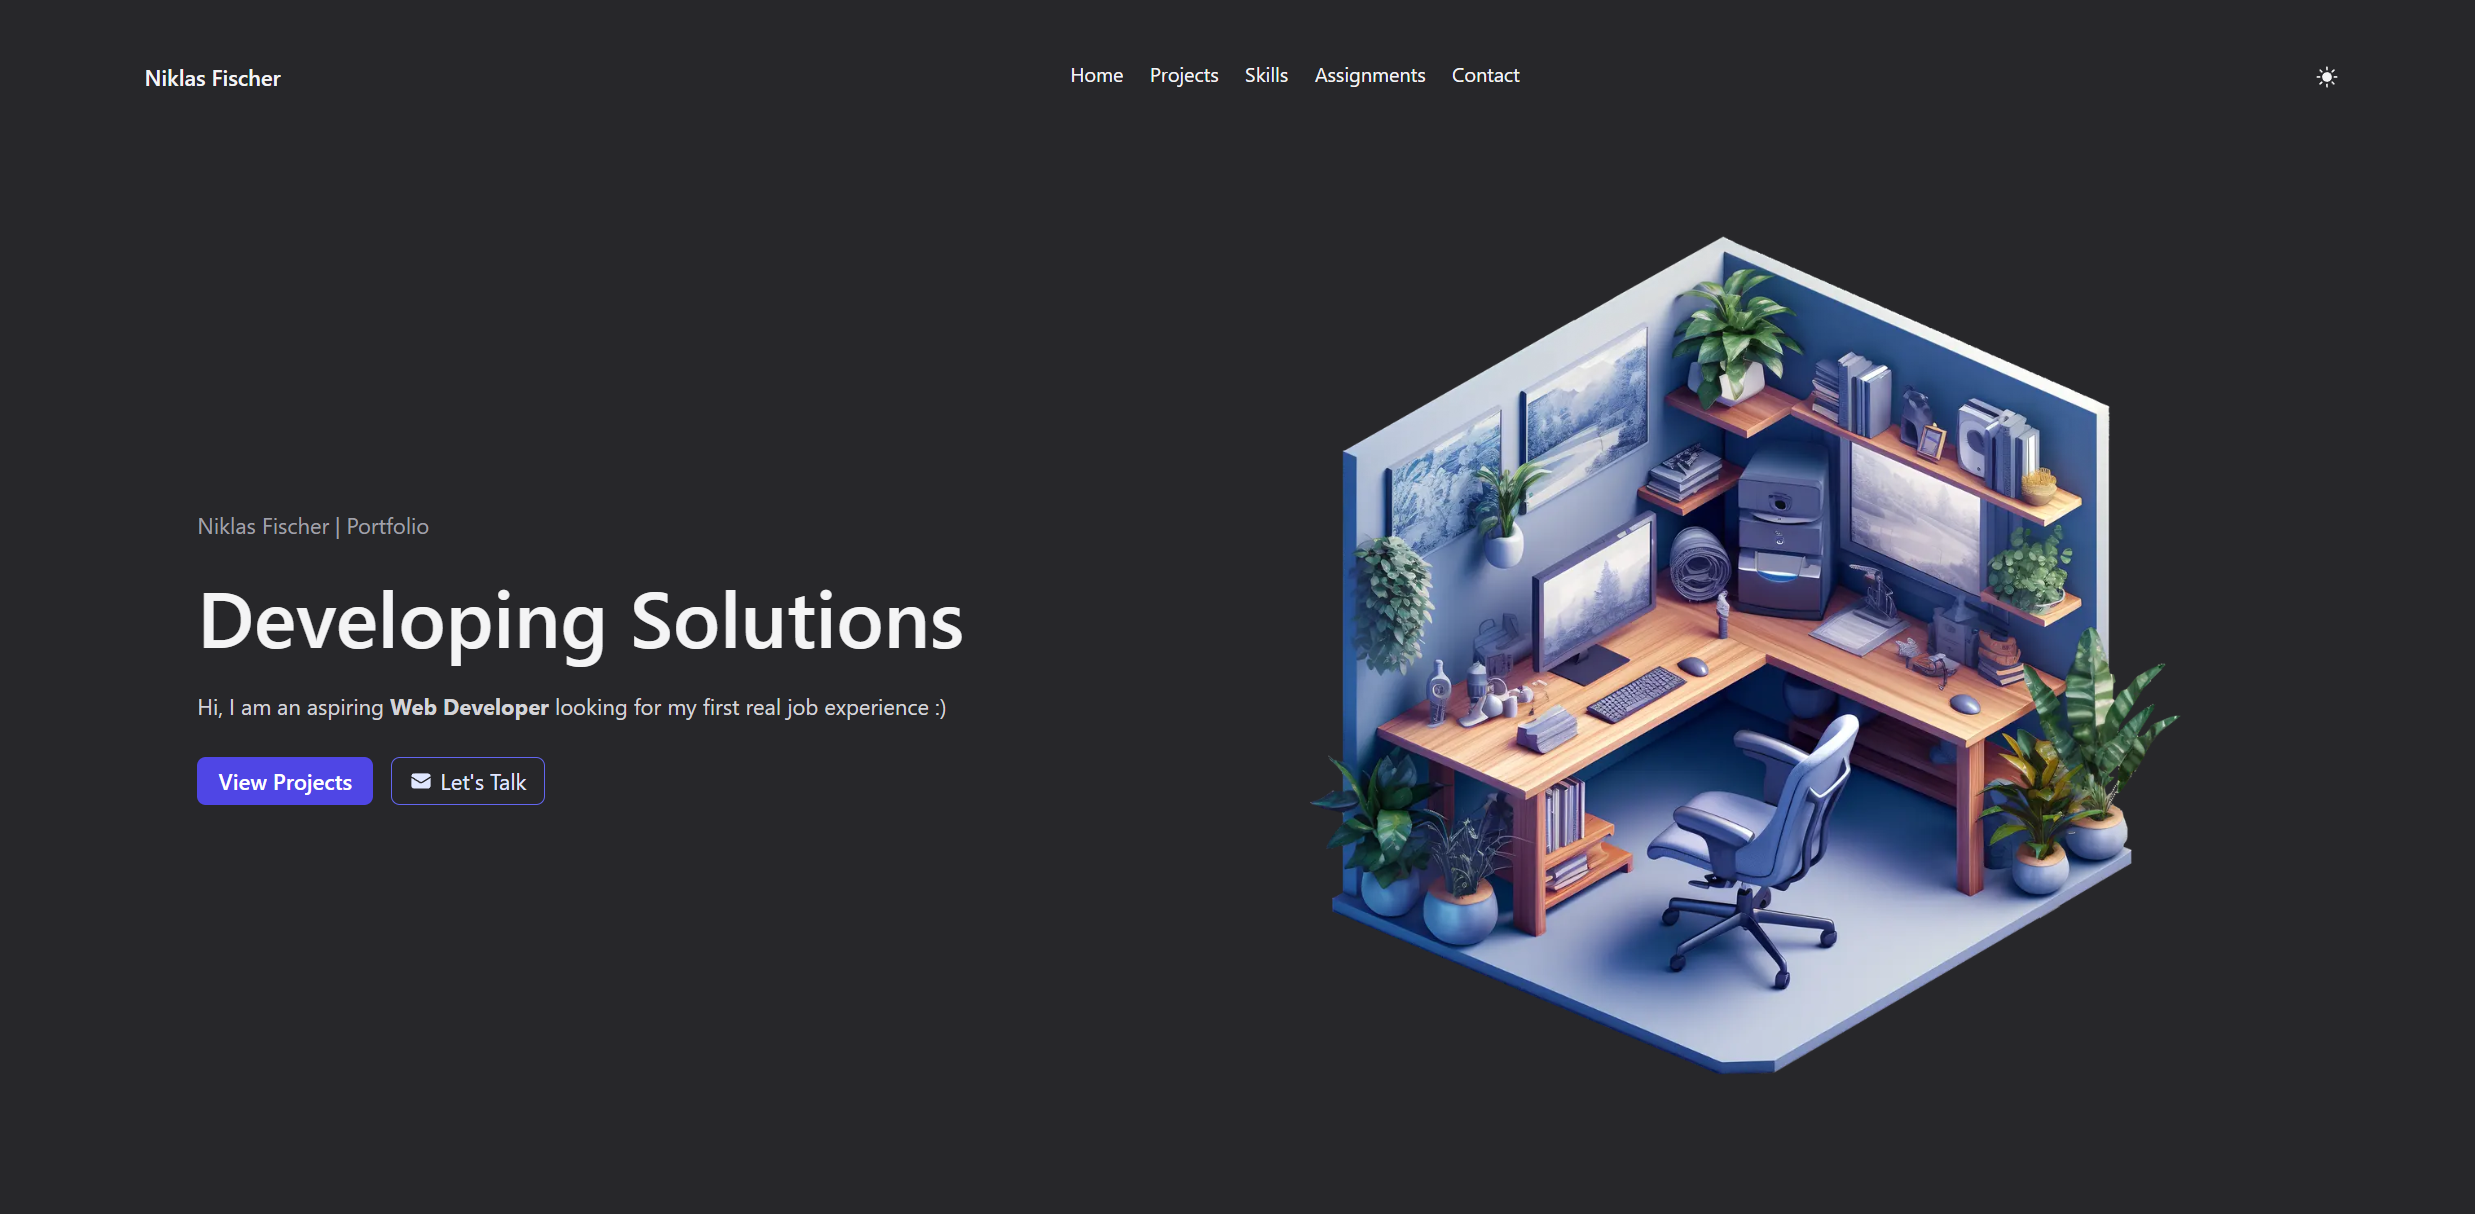 Niklas Fischer
Home Projects Skills Assignments Contact
Niklas Fischer | Portfolio
Developing Solutions
Hi, I am an aspiring Web Developer looking for my first real job experience :)
View Projects
Let's Talk